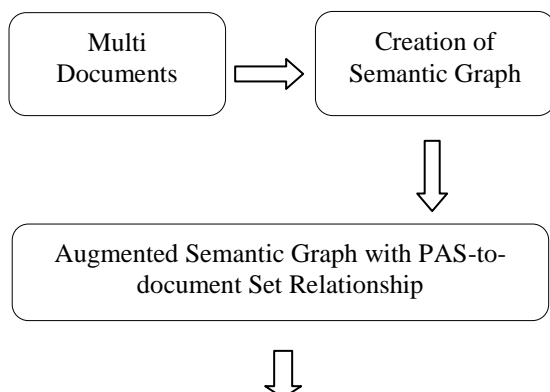 Multi
Documents
Creation of
Semantic Graph
Augmented Semantic Graph with PAS-to-
document Set Relationship